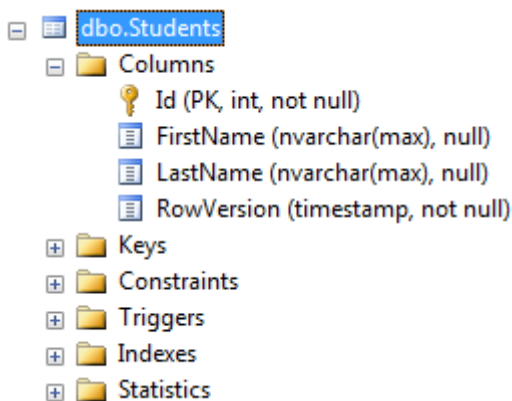 dbo.Students
Columns
Id (PK, int, not null)
FirstName (nvarchar(max), null)
LastName (nvarchar(max), null)
RowVersion (timestamp, not null)
Keys
Constraints
Triggers
Indexes
Statistics